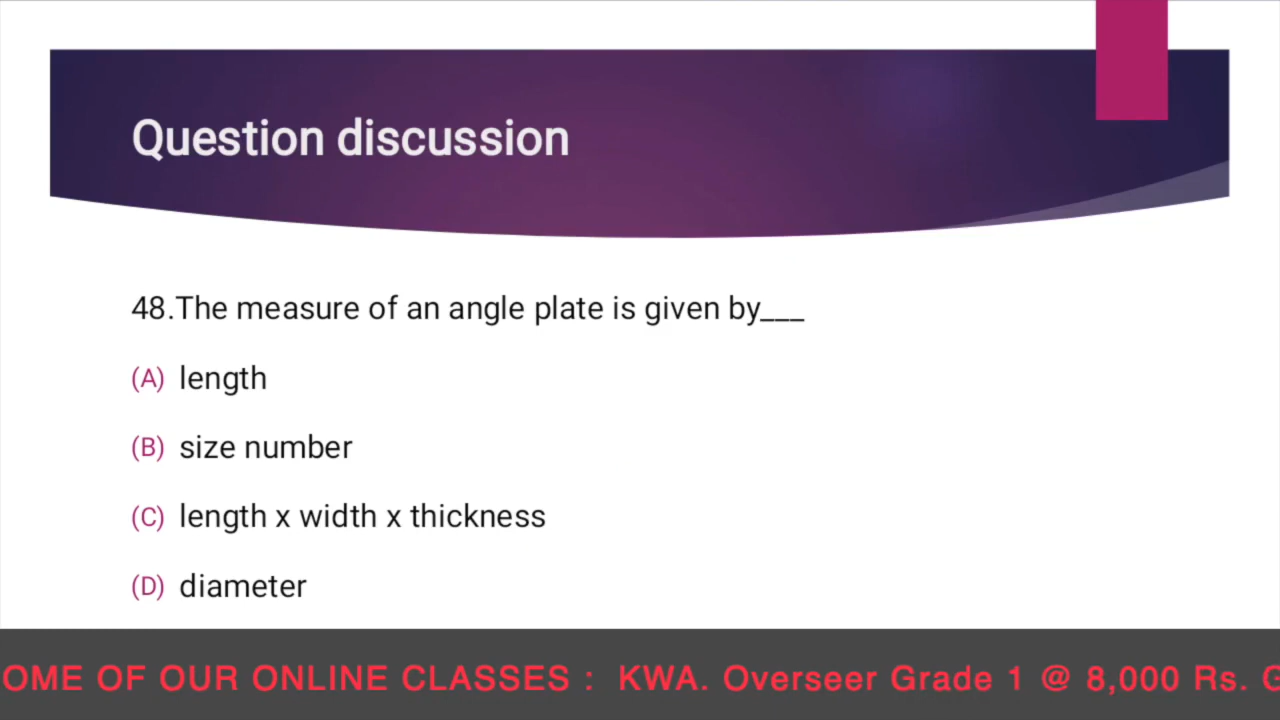 Question discussion
48.The measure of an angle plate is given by___
(A) length
(B) size number
(C) length x width x thickness
(D) diameter
OME OF OUR ONLINE CLASSES : KWA. Overseer Grade 1 @ 8,000 Rs. G